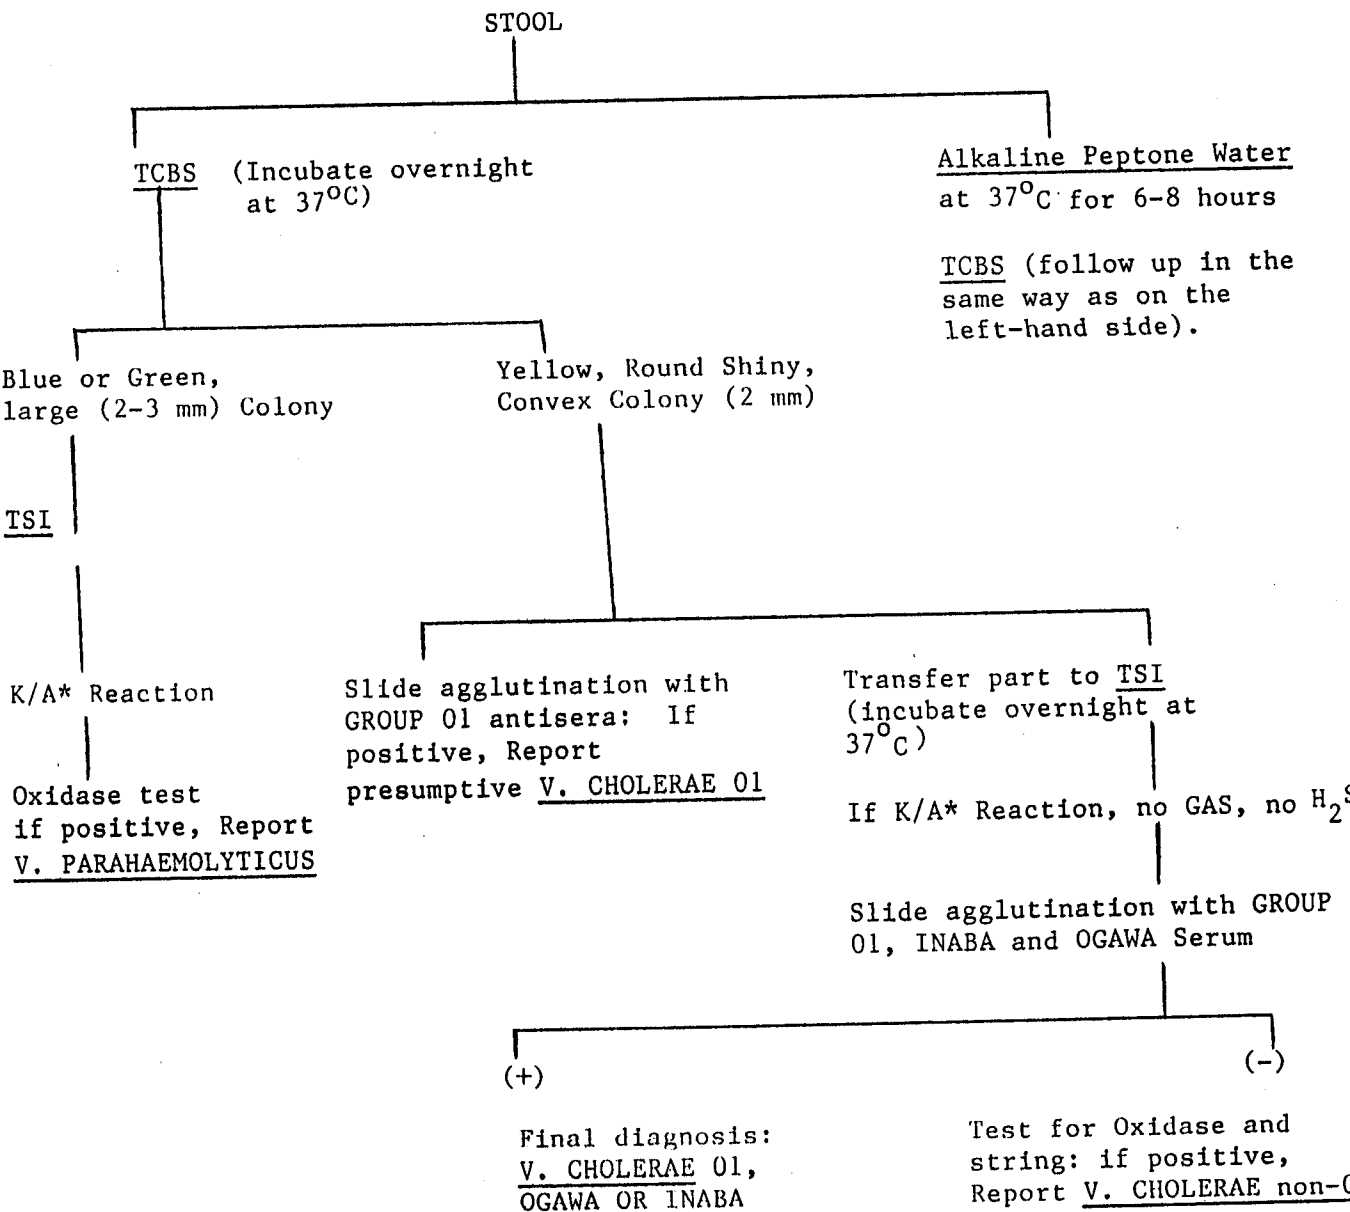 STOOL
TCBS (Incubate overnight
at 37°C)
Alkaline Peptone Water
at 37°C for 6-8 hours
TCBS (follow up in the
same way as on the
left-hand side).
Blue or Green,
large (2-3 mm) Colony
Yellow, Round Shiny,
Convex Colony (2 mm)
TSI
K/A* Reaction
Oxidase test
if positive, Report
V. PARAHAEMOLYTICUS
Slide agglutination with
GROUP 01 antisera: If
positive, Report
presumptive V. CHOLERAE 01
Transfer part to TSI
(incubate overnight at
37°C)
If K/A* Reaction, no GAS, no H2S
Slide agglutination with GROUP
01, INABA and OGAWA Serum
(+)
(-)
Final diagnosis:
V. CHOLERAE 01,
OGAWA OR INABA
Test for Oxidase and
string: if positive,
Report V. CHOLERAE non-0